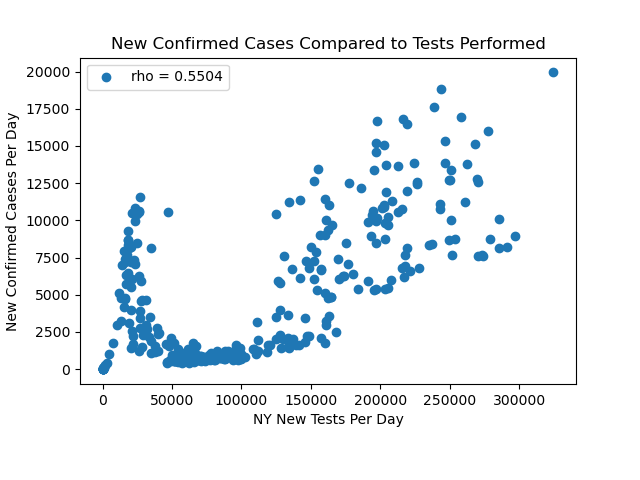 New Confirmed Cases Compared to Tests Performed
rho = 0.5504
New Confirmed Caeses Per Day
20000
17500
15000
12500
10000
7500
5000
2500
0
0 50000 100000 150000 200000 250000 300000
NY New Tests Per Day